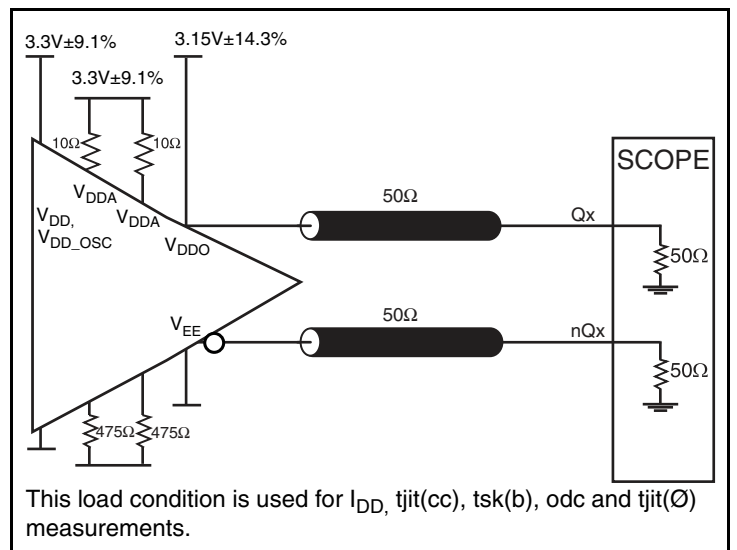 3.3V±9.1%
3.15V±14.3%
3.3V±9.1%
10Ω
10Ω
SCOPE
VDDA
VDDA
VDD,
VDD_OSC
VDDO
50Ω
Qx
50Ω
VEE
50Ω
nQx
50Ω
475Ω
475Ω
This load condition is used for IDD, tjit(cc), tsk(b), odc and tjit(Ø)
measurements.